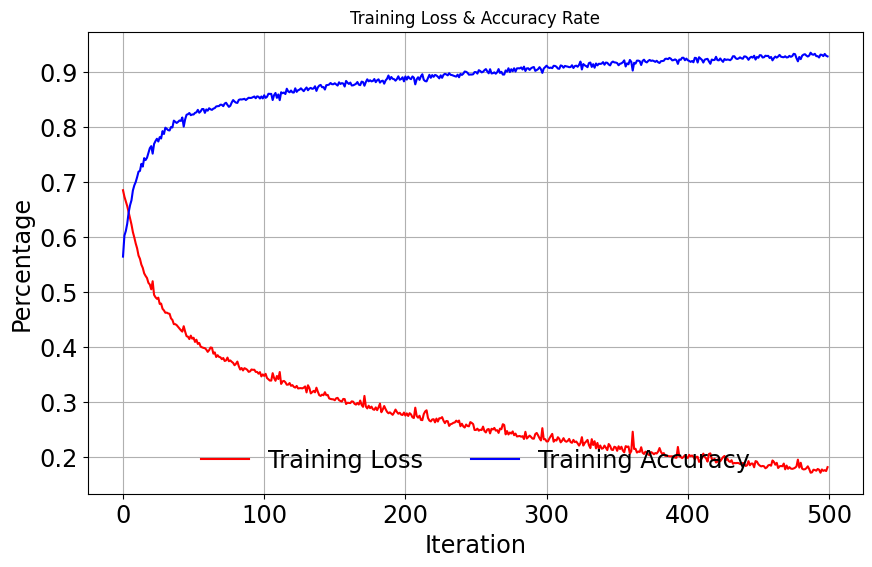 Training Loss & Accuracy Rate
0.9
0.8
0.7
0.6
0.5
0.4
0.3
0.2
Percentage
Training Loss Training Accuracy
0 100 200 300 400 500
Iteration